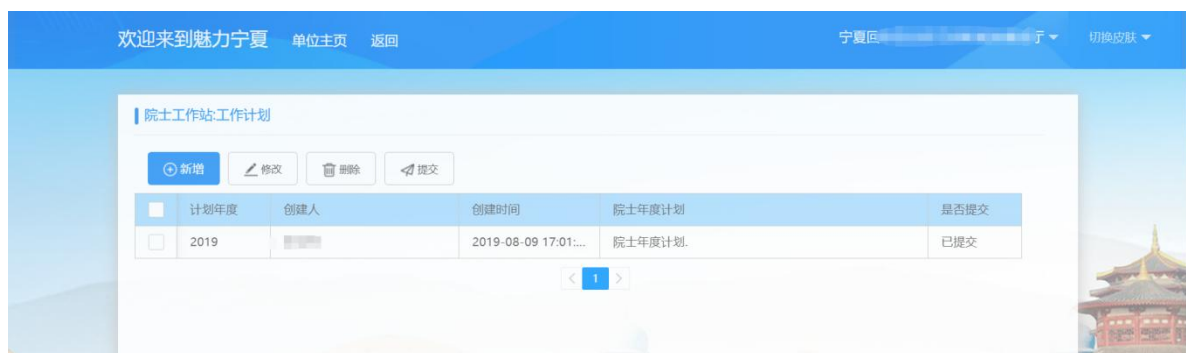 欢迎来到魅力宁夏 单位主页 返回 宁夏回 厅 切换皮肤
院士工作站:工作计划
新增 修改 删除 提交
计划年度 创建人 创建时间 院士年度计划 是否提交
2019 2019-08-09 17:01:... 院士年度计划. 已提交
< 1 >